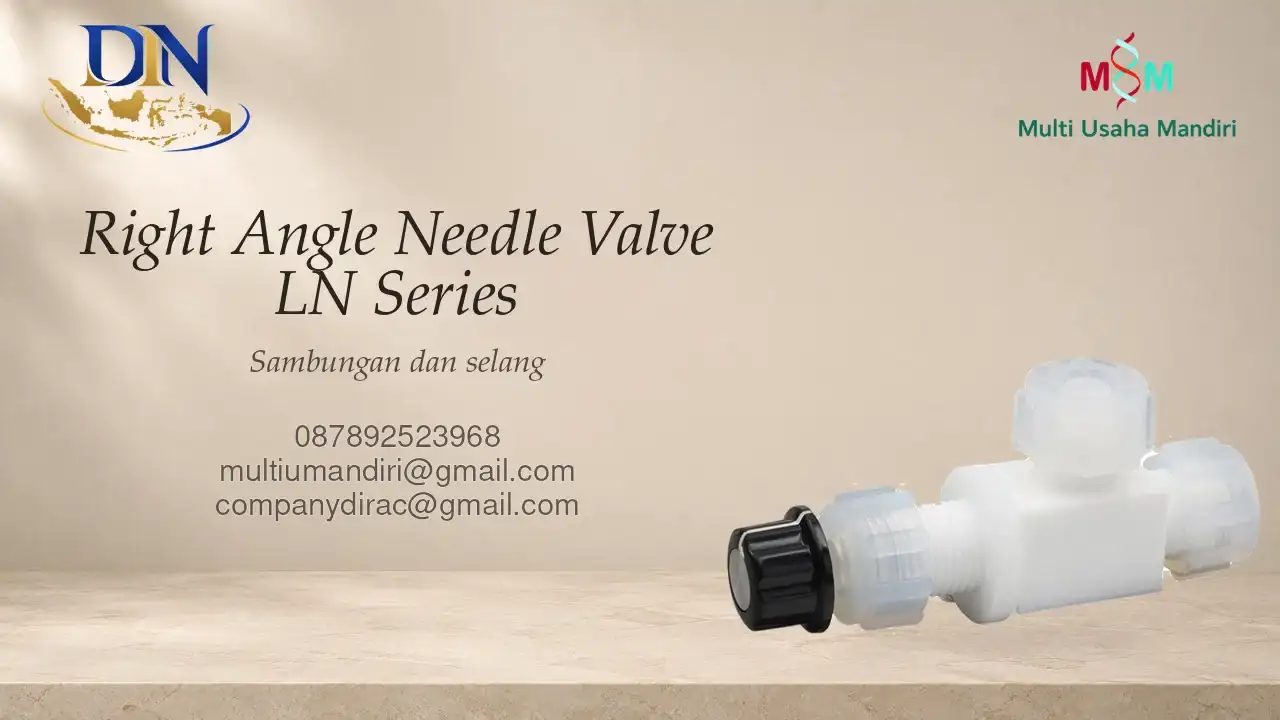 DN
M M
Multi Usaha Mandiri
Right Angle Needle Valve
LN Series
Sambungan dan selang
087892523968
multiumandiri@gmail.com
companydirac@gmail.com